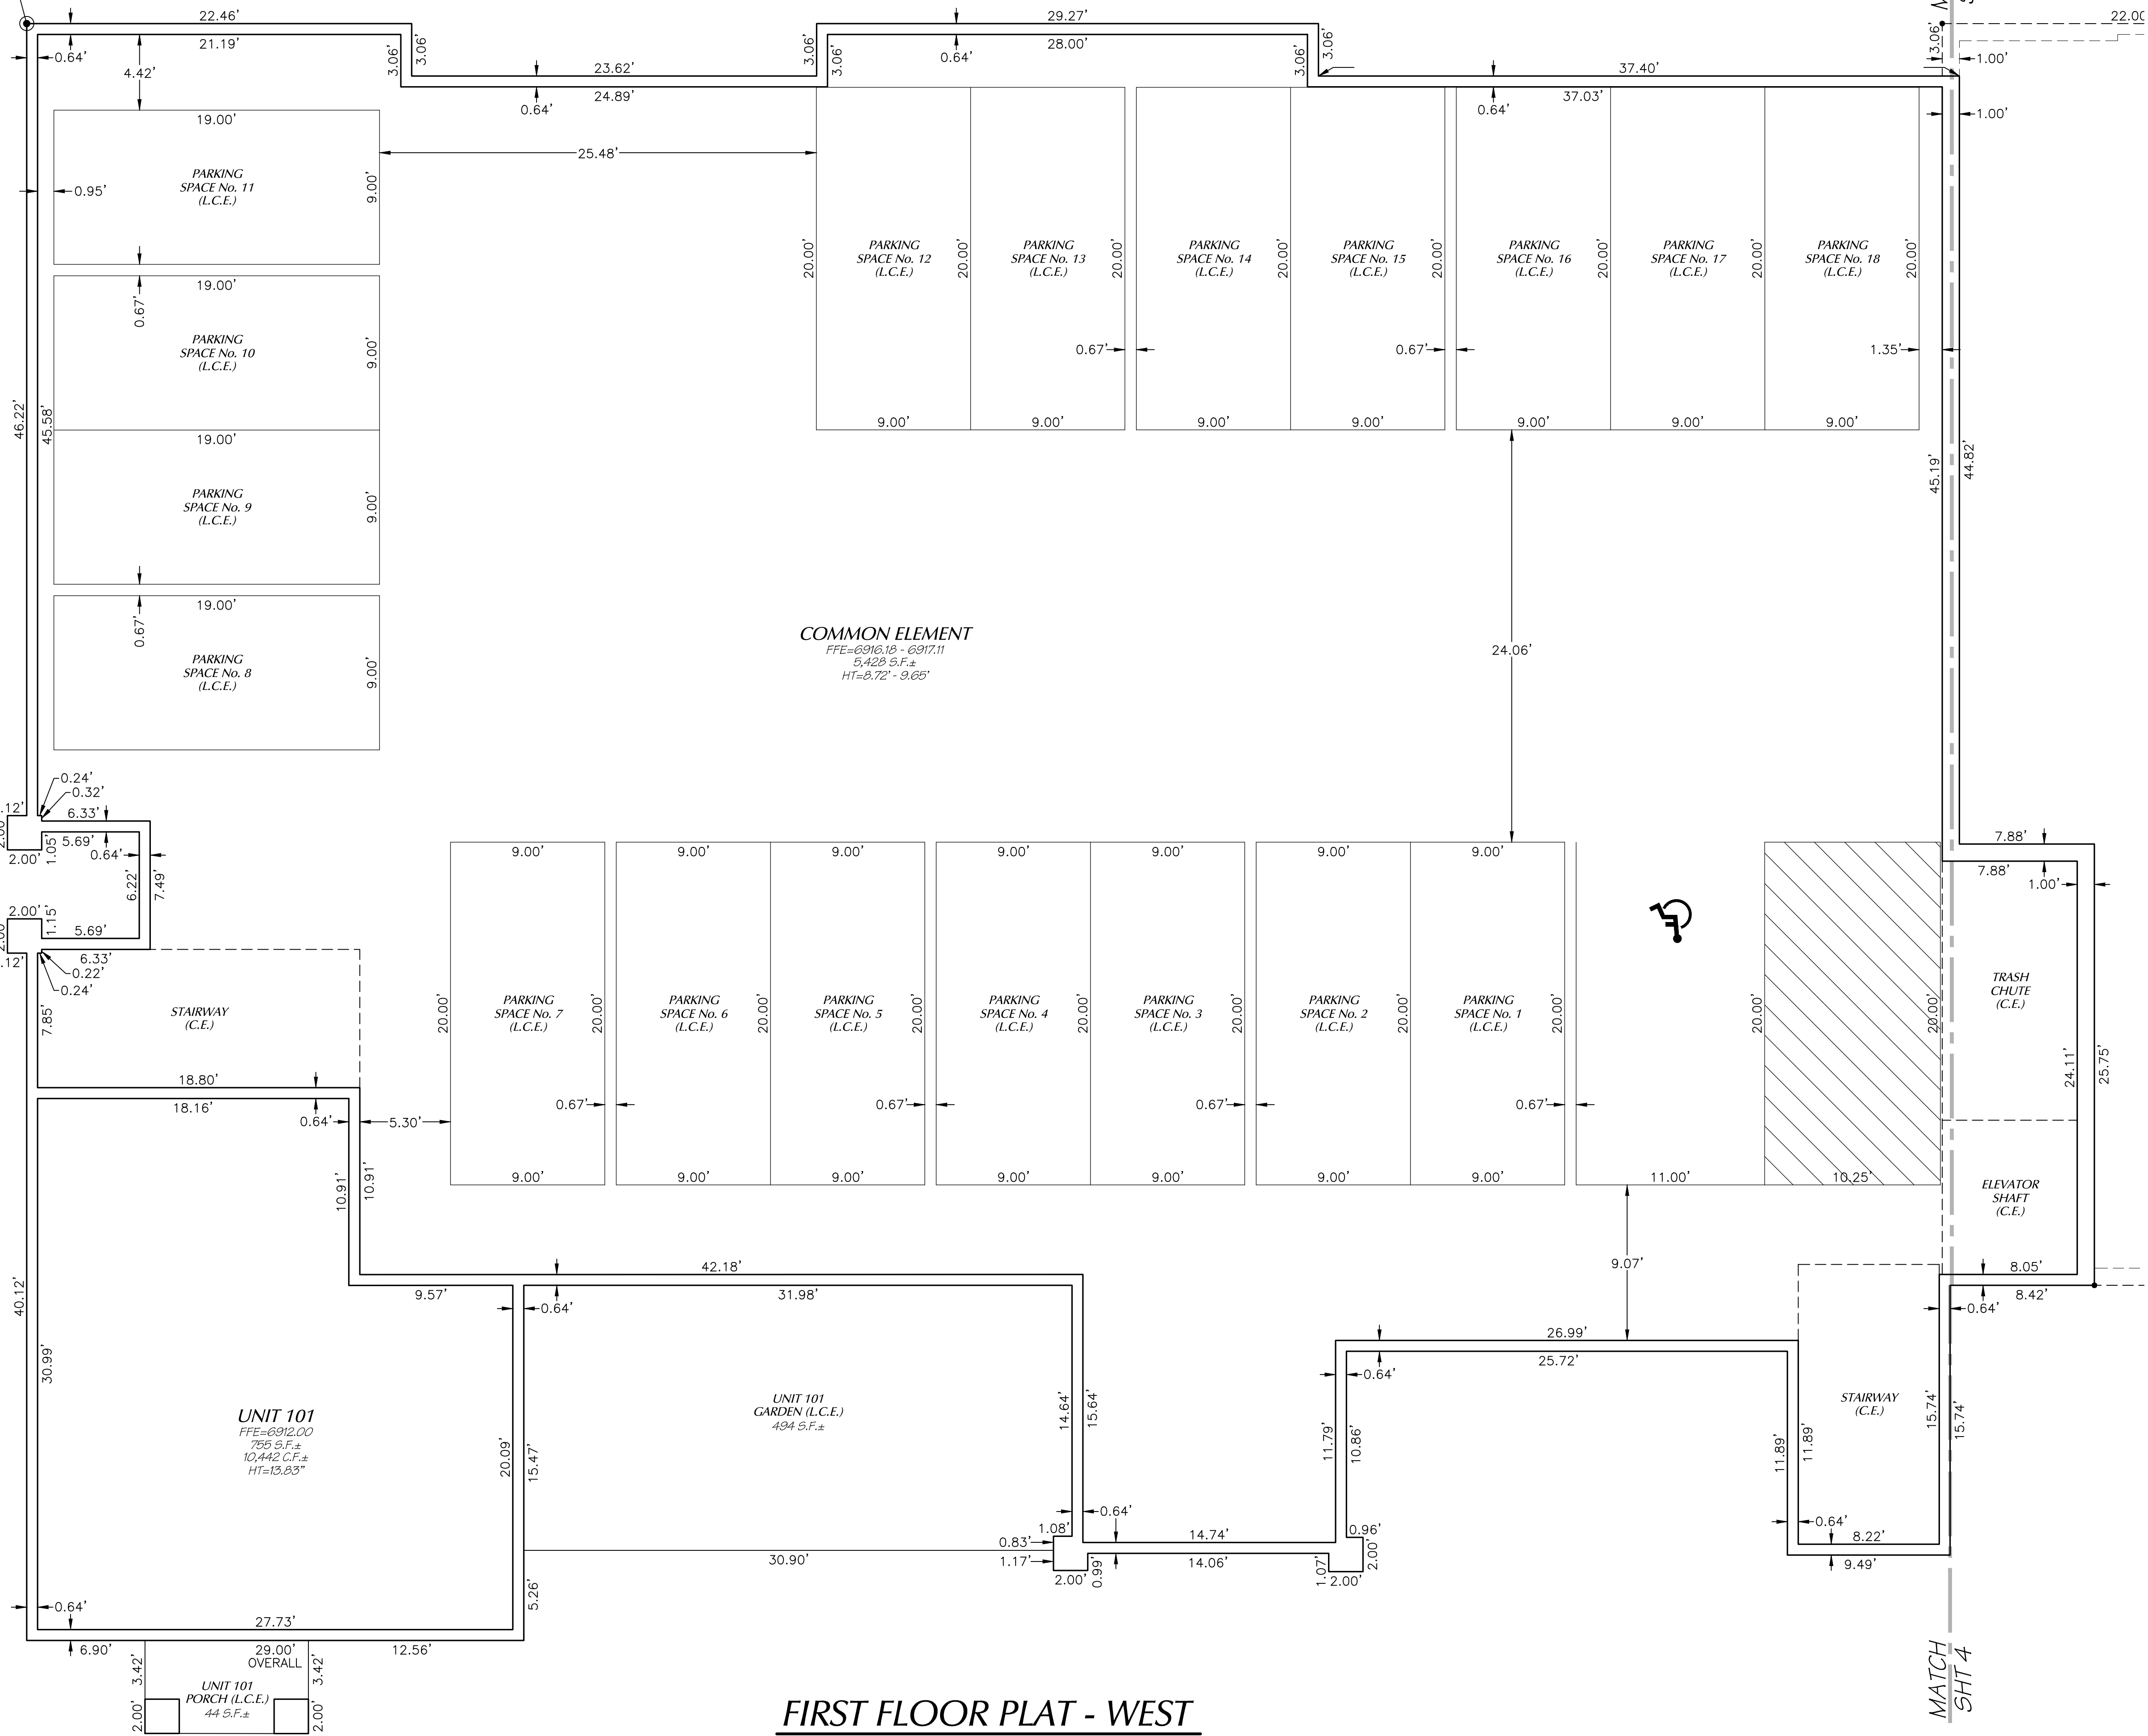 22.46'
29.27'
22.00
21.19'
28.00'
3.06'
3.06'
3.06'
3.06'
3.06'
3.06'
3.06'
0.64'
4.42'
23.62'
0.64'
37.40'
1.00'
24.89'
0.64'
37.03'
0.64'
1.00'
19.00'
25.48'
PARKING
SPACE No. 11
(L.C.E.)
9.00'
0.95'
20.00'
PARKING
SPACE No. 12
(L.C.E.)
20.00'
PARKING
SPACE No. 13
(L.C.E.)
20.00'
PARKING
SPACE No. 14
(L.C.E.)
20.00'
PARKING
SPACE No. 15
(L.C.E.)
20.00'
PARKING
SPACE No. 16
(L.C.E.)
20.00'
PARKING
SPACE No. 17
(L.C.E.)
20.00'
PARKING
SPACE No. 18
(L.C.E.)
20.00'
19.00'
0.67'
PARKING
SPACE No. 10
(L.C.E.)
9.00'
0.67'
0.67'
1.35'
46.22'
45.58'
9.00'
9.00'
9.00'
9.00'
9.00'
9.00'
9.00'
19.00'
PARKING
SPACE No. 9
(L.C.E.)
9.00'
45.19'
44.82'
19.00'
0.67'
PARKING
SPACE No. 8
(L.C.E.)
9.00'
COMMON ELEMENT
FFE=6916.18 - 6917.11
5,428 S.F.±
HT=8.72' - 9.65'
24.06'
0.24'
0.32'
.12'
6.33'
5.69'
0.64'
2.00'
1.05'
6.22'
7.49'
2.00'
1.15'
5.69'
6.33'
.12'
0.22'
0.24'
7.85'
STAIRWAY
(C.E.)
9.00'
9.00'
9.00'
9.00'
9.00'
9.00'
9.00'
7.88'
7.88'
1.00'
20.00'
PARKING
SPACE No. 7
(L.C.E.)
20.00'
PARKING
SPACE No. 6
(L.C.E.)
20.00'
PARKING
SPACE No. 5
(L.C.E.)
20.00'
PARKING
SPACE No. 4
(L.C.E.)
20.00'
PARKING
SPACE No. 3
(L.C.E.)
20.00'
PARKING
SPACE No. 2
(L.C.E.)
20.00'
PARKING
SPACE No. 1
(L.C.E.)
20.00'
20.00'
20.00'
TRASH
CHUTE
(C.E.)
24.11'
25.75'
18.80'
18.16'
0.64'
5.30'
0.67'
0.67'
0.67'
0.67'
10.91'
10.91'
9.00'
9.00'
9.00'
9.00'
9.00'
9.00'
9.00'
11.00'
10.25'
ELEVATOR
SHAFT
(C.E.)
40.12'
42.18'
9.07'
8.05'
9.57'
0.64'
31.98'
8.42'
0.64'
26.99'
25.72'
0.64'
30.99'
UNIT 101
FFE=6912.00
755 S.F.±
10,442 C.F.±
HT=13.83"
20.09'
15.47'
UNIT 101
GARDEN (L.C.E.)
494 S.F.±
14.64'
15.64'
11.79'
10.86'
11.89'
11.89'
STAIRWAY
(C.E.)
15.74'
15.74'
0.64'
0.64'
1.08'
0.83'
14.74'
0.96'
8.22'
30.90'
1.17'
14.06'
2.00'
9.49'
2.00'
0.99'
1.07'
2.00'
5.26'
0.64'
27.73'
6.90'
29.00'
OVERALL
12.56'
3.42'
3.42'
UNIT 101
PORCH (L.C.E.)
44 S.F.±
2.00'
2.00'
MATCH
SHT 4
FIRST FLOOR PLAT - WEST